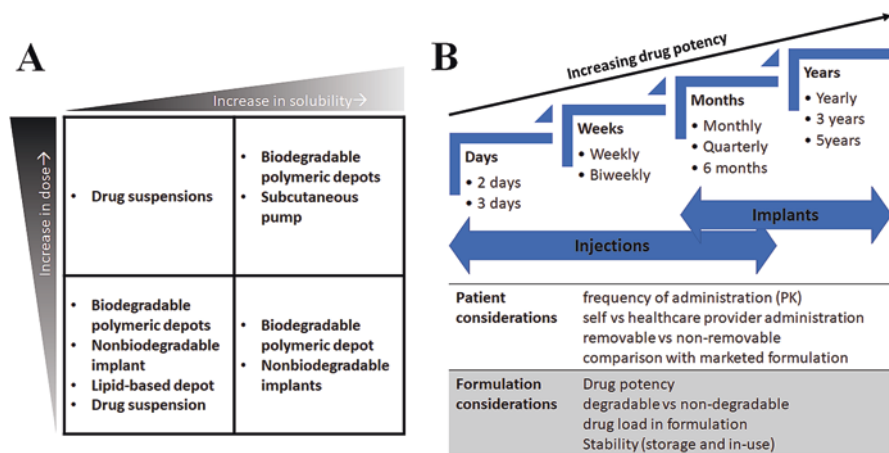 A
Increase in solubility→
Increase in dose→
• Drug suspensions
• Biodegradable
polymeric depots
• Subcutaneous
pump
• Biodegradable
polymeric depots
• Nonbiodegradable
implant
• Lipid-based depot
• Drug suspension
• Biodegradable
polymeric depot
• Nonbiodegradable
implants
B
Increasing drug potency
Days
• 2 days
• 3 days
Weeks
• Weekly
• Biweekly
Months
• Monthly
• Quarterly
• 6 months
Years
• Yearly
• 3 years
• 5years
Implants
Injections
Patient
considerations
frequency of administration (PK)
self vs healthcare provider administration
removable vs non-removable
comparison with marketed formulation
Formulation
considerations
Drug potency
degradable vs non-degradable
drug load in formulation
Stability (storage and in-use)